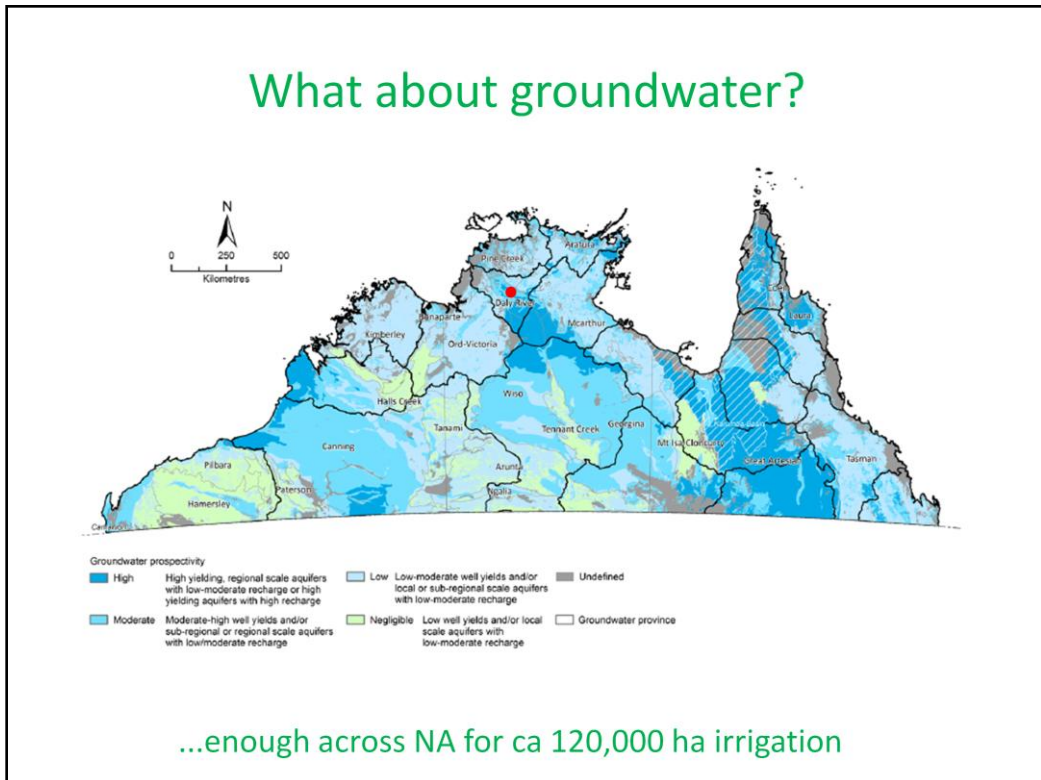 What about groundwater?
N
0 250 500
Kilometres
Arafura
Pine Creek
Daly River
Bonaparte
Mcarthur
Kimberley
Ord-Victoria
Laura
Halls Creek
Wiso
Tanami
Tennant Creek
Georgina
Mt Isa Cloncurry
Canning
Great Artesian
Tasman
Arunta
Pilbara
Paterson
Ngalia
Hamersley
Groundwater prospectivity
High High yielding, regional scale aquifers
with low-moderate recharge or high
yielding aquifers with high recharge
Moderate Moderate-high well yields and/or
sub-regional or regional scale aquifers
with low/moderate recharge
Low Low-moderate well yields and/or
local or sub-regional scale aquifers
with low-moderate recharge
Negligible Low well yields and/or local
scale aquifers with
low-moderate recharge
Undefined
Groundwater province
...enough across NA for ca 120,000 ha irrigation